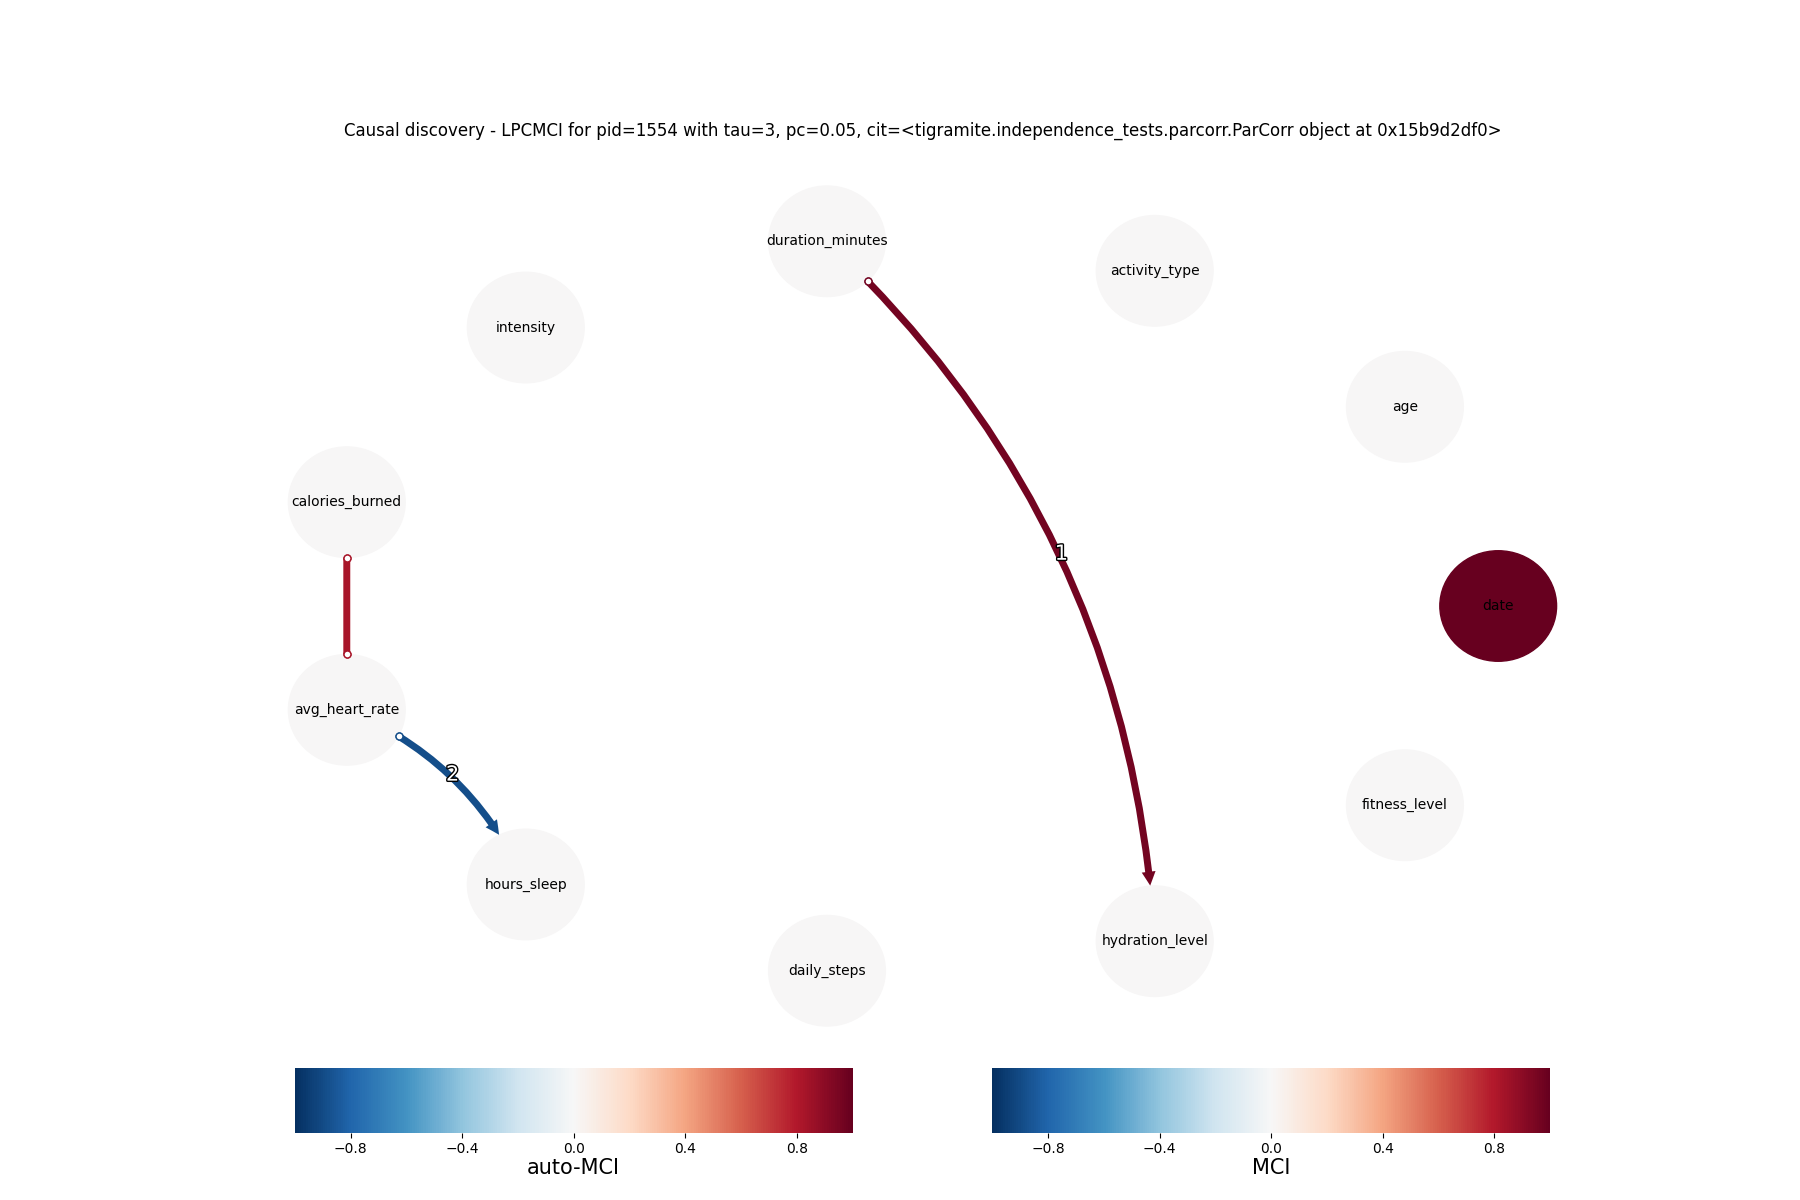 Causal discovery - LPCMCI for pid=1554 with tau=3, pc=0.05, cit=<tigramite.independence_tests.parcorr.ParCorr object at 0x15b9d2df0>
duration_minutes
activity_type
intensity
age
calories_burned
1
date
avg_heart_rate
2
fitness_level
hours_sleep
hydration_level
daily_steps
−0.8 −0.4 0.0 0.4 0.8
auto-MCI
−0.8 −0.4 0.0 0.4 0.8
MCI